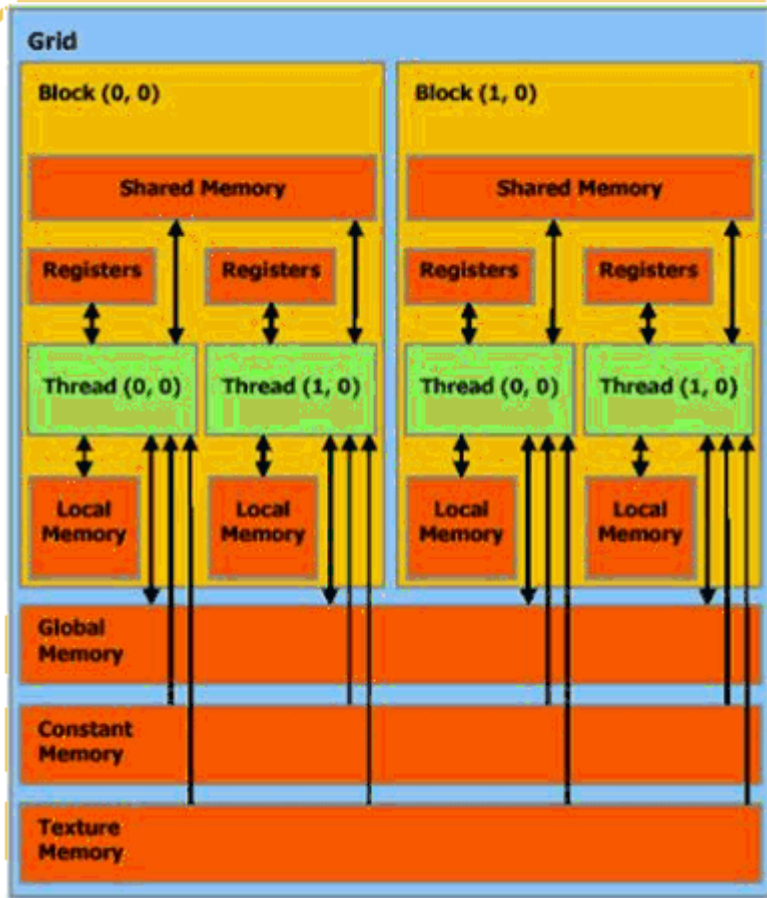 Grid
Block (0, 0)
Block (1, 0)
Shared Memory
Shared Memory
Registers
Registers
Registers
Registers
Thread (0, 0)
Thread (1, 0)
Thread (0, 0)
Thread (1, 0)
Local
Memory
Local
Memory
Local
Memory
Local
Memory
Global
Memory
Constant
Memory
Texture
Memory